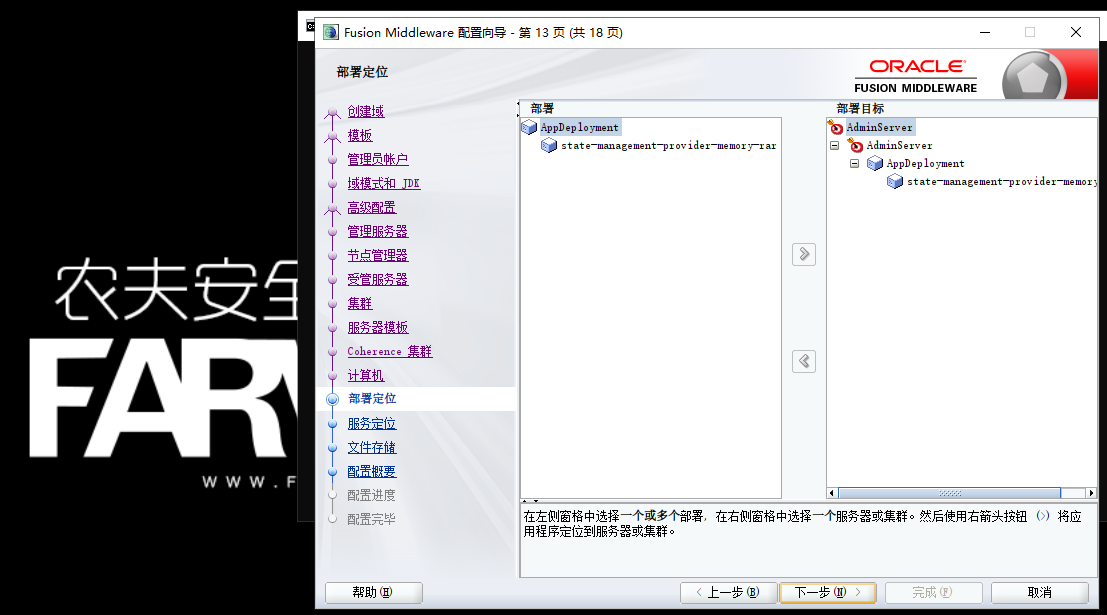 Fusion Middleware 配置向导 - 第 13 页 (共 18 页)
部署定位
ORACLE
FUSION MIDDLEWARE
创建域
模板
管理员帐户
域模式和 JDK
高级配置
管理服务器
节点管理器
受管服务器
集群
服务器模板
Coherence 集群
计算机
部署定位
服务定位
文件存储
配置概要
配置进度
配置完毕
部署
AppDeployment
state-management-provider-memory-rar
部署目标
AdminServer
AdminServer
AppDeployment
state-management-provider-memory
在左侧窗格中选择一个或多个部署, 在右侧窗格中选择一个服务器或集群。然后使用右箭头按钮 (>) 将应
用程序定位到服务器或集群。
帮助(H)
< 上一步(B)
下一步(N) >
完成(F)
取消
农夫安全
FAR
WWW.F